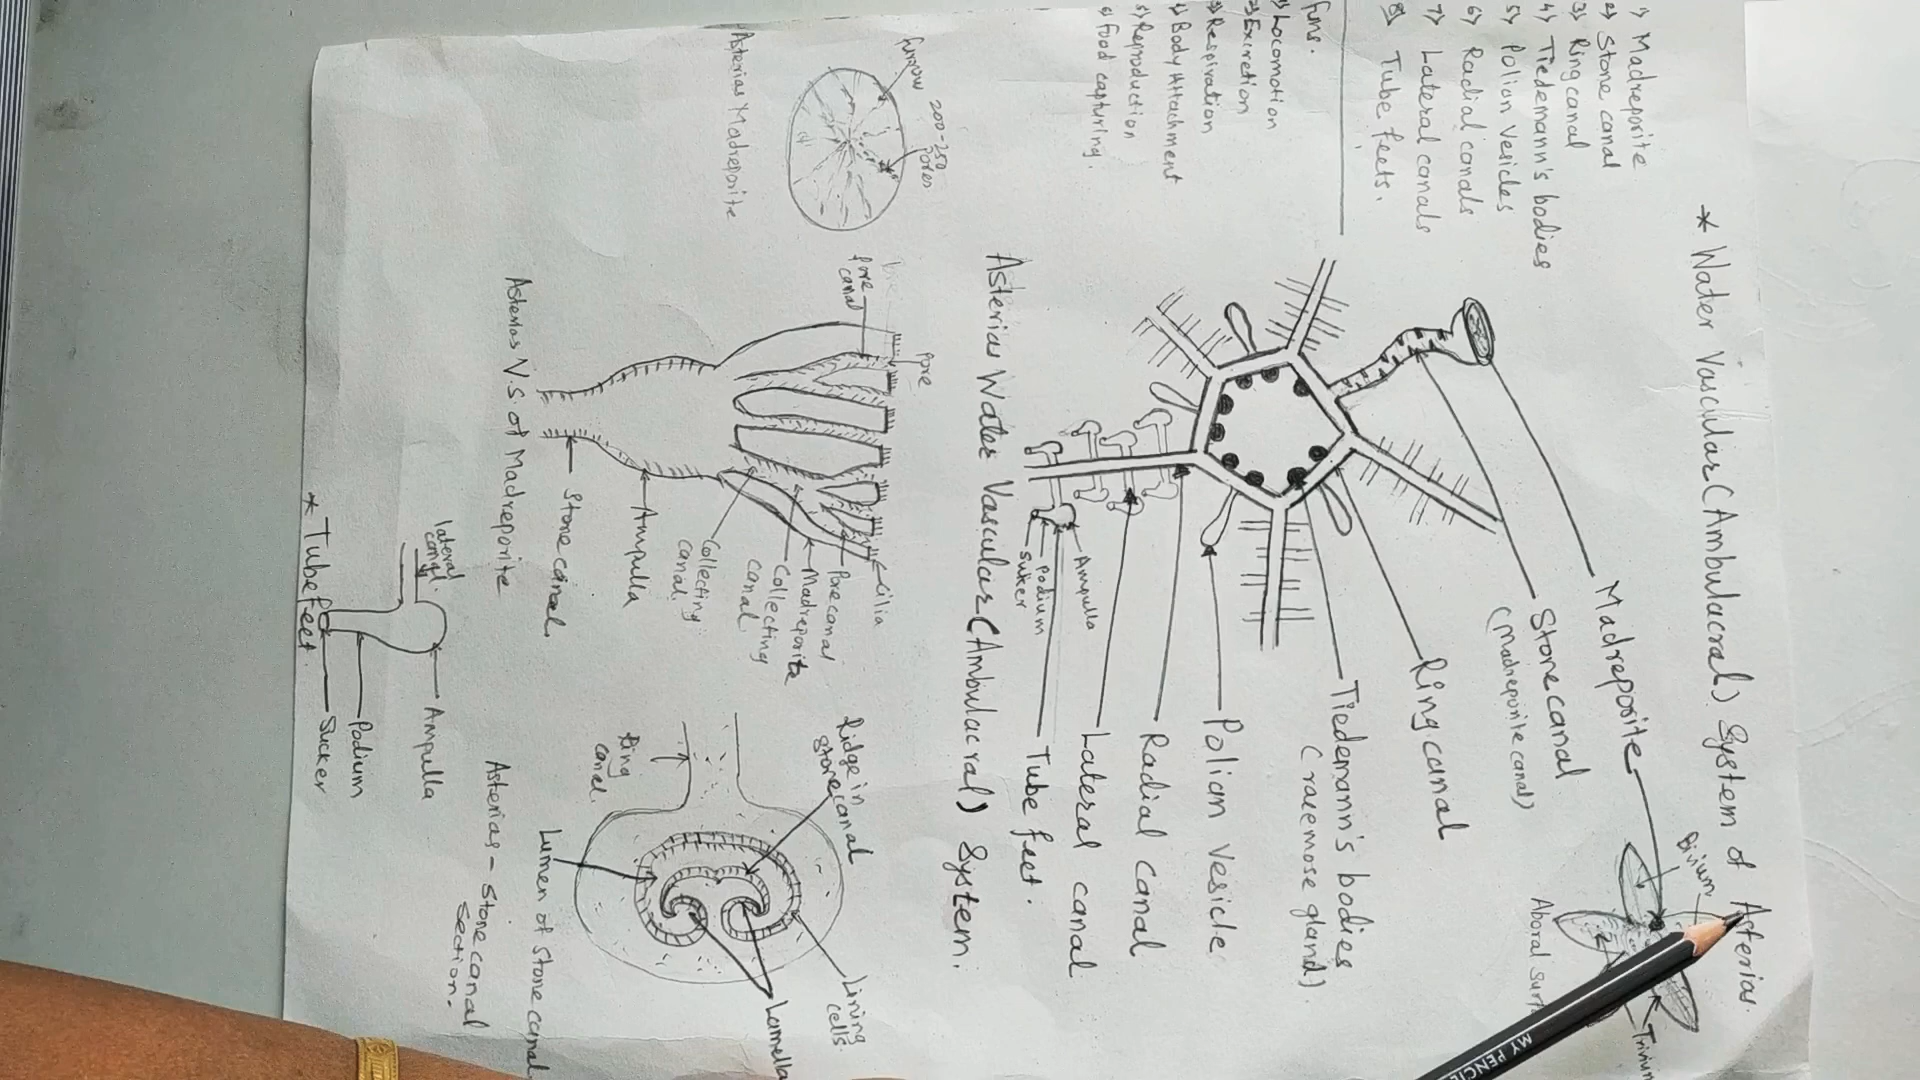 * Water Vascular (Ambulacral) System of Asterias.
1) Madreporite
2) Stone canal
3) Ring canal
4) Tiedemann's bodies
5) Polian Vesicles
6) Radial canals
7) Lateral canals
8) Tube feets.
funs.
1) Locomotion
2) Excretion
3) Respiration
4) Body Attachment
5) Reproduction
6) Food capturing.
Madreporite
Stone canal
(Madreporite canal)
Ring canal
Tiedemann's bodies
(raemose gland).
Polian Vesicle
Radial canal
Lateral canal
Tube feet.
Ampulla
Podium
Suker
Bivium
Trivium
Aboral
Asterias Water Vascular (Ambulacral) System.
furrow
200-250
Pores
Asterias Madreporite
Pore
Pore
canal
Cilia
Pore canal
Madreporite
Collecting
canal
Collecting
canal
Ampulla
Stone canal
Asterias V.S. of Madreporite
Ridge in
Stone canal
Lining
cells.
Lamella
Ring
canal.
Lumen of Stone canal
Asterias - Stone canal
Section.
lateral
canal.
Ampulla
Podium
Sucker
* Tube feet.
MY PENCIL